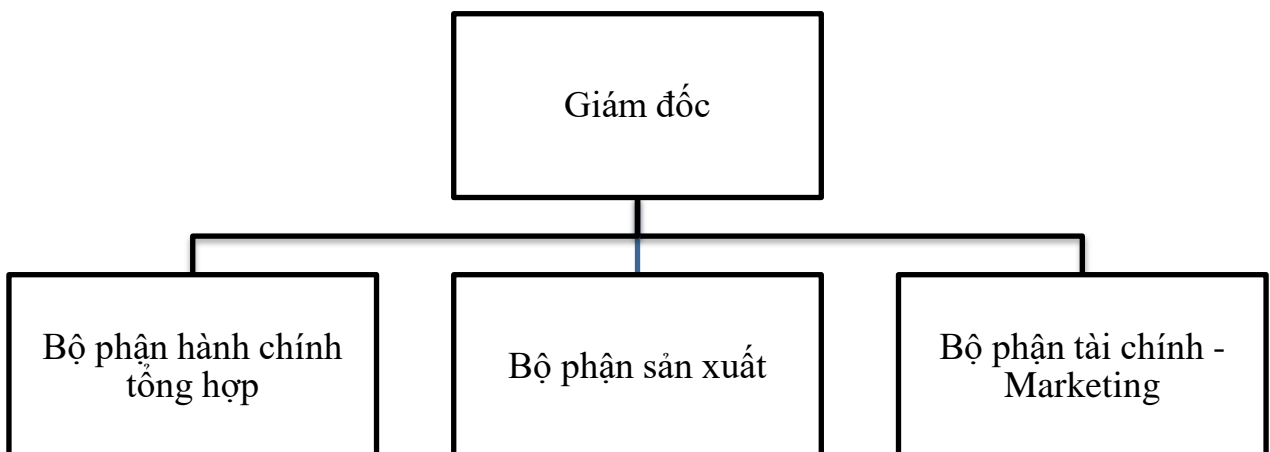 Giám đốc
Bộ phận hành chính
tổng hợp
Bộ phận sản xuất
Bộ phận tài chính -
Marketing